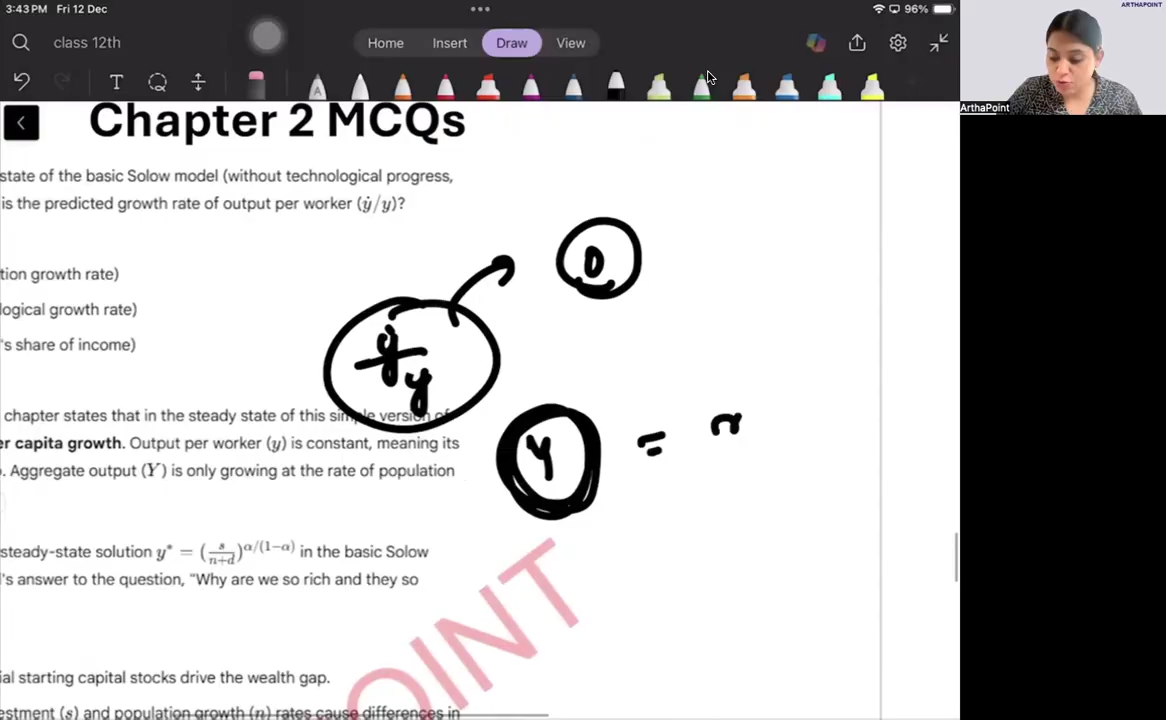 3:43 PM Fri 12 Dec
96%
ARTHAPOINT
class 12th
Home Insert Draw View
T
A
ArthaPoint
Chapter 2 MCQs
state of the basic Solow model (without technological progress,
is the predicted growth rate of output per worker (ẏ/y)?
0
tion growth rate)
logical growth rate)
's share of income)
ẏ/y
chapter states that in the steady state of this simple version of
er capita growth. Output per worker (y) is constant, meaning its
. Aggregate output (Y) is only growing at the rate of population
Y = n
steady-state solution y* = (s/(n+d))^α/(1−α) in the basic Solow
's answer to the question, "Why are we so rich and they so
POINT
ial starting capital stocks drive the wealth gap.
estment (s) and population growth (n) rates cause differences in